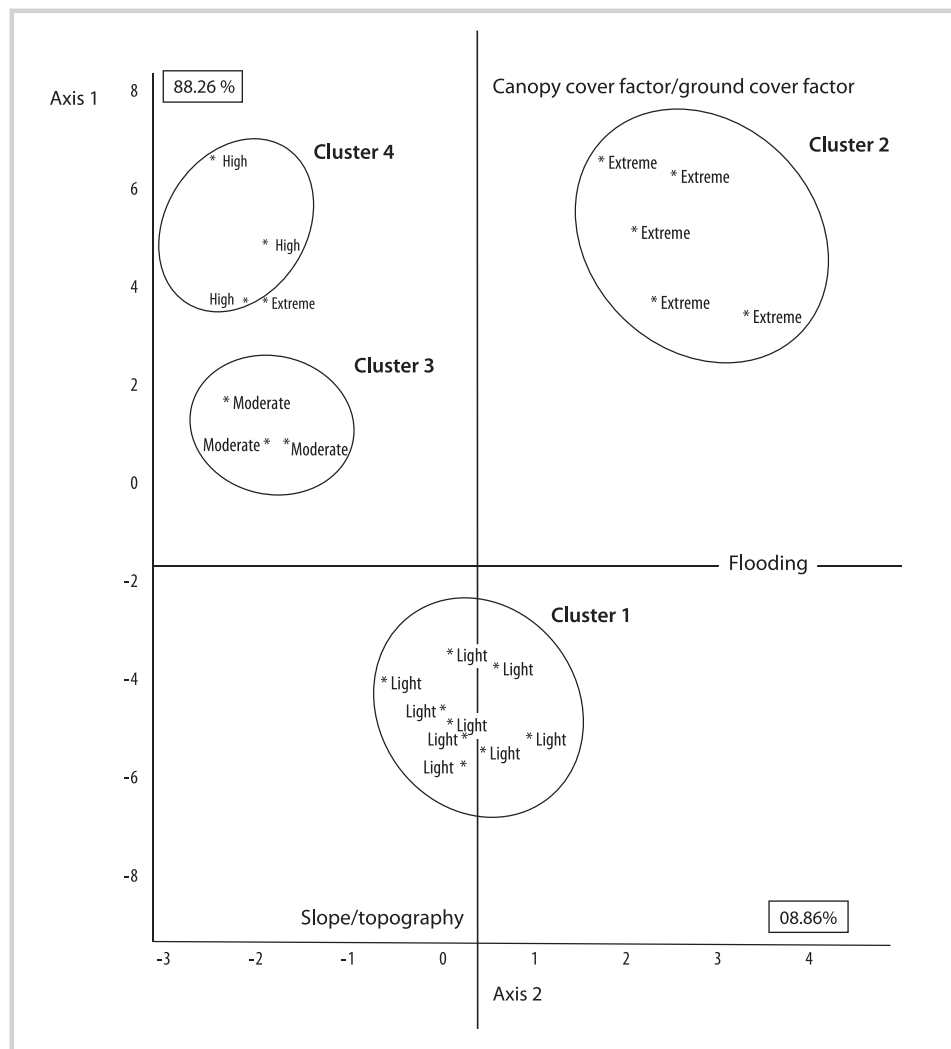 Canopy cover factor/ground cover factor
Axis 1
8
88.26 %
Cluster 4
Cluster 2
* High
* Extreme
* Extreme
6
* Extreme
* High
4
High *
* Extreme
* Extreme
* Extreme
Cluster 3
2
* Moderate
Moderate *
* Moderate
0
Flooding
-2
Cluster 1
* Light
* Light
-4
* Light
Light *
* Light
Light *
* Light
* Light
Light *
-6
-8
Slope/topography
08.86%
-3 -2 -1 0 1 2 3 4
Axis 2